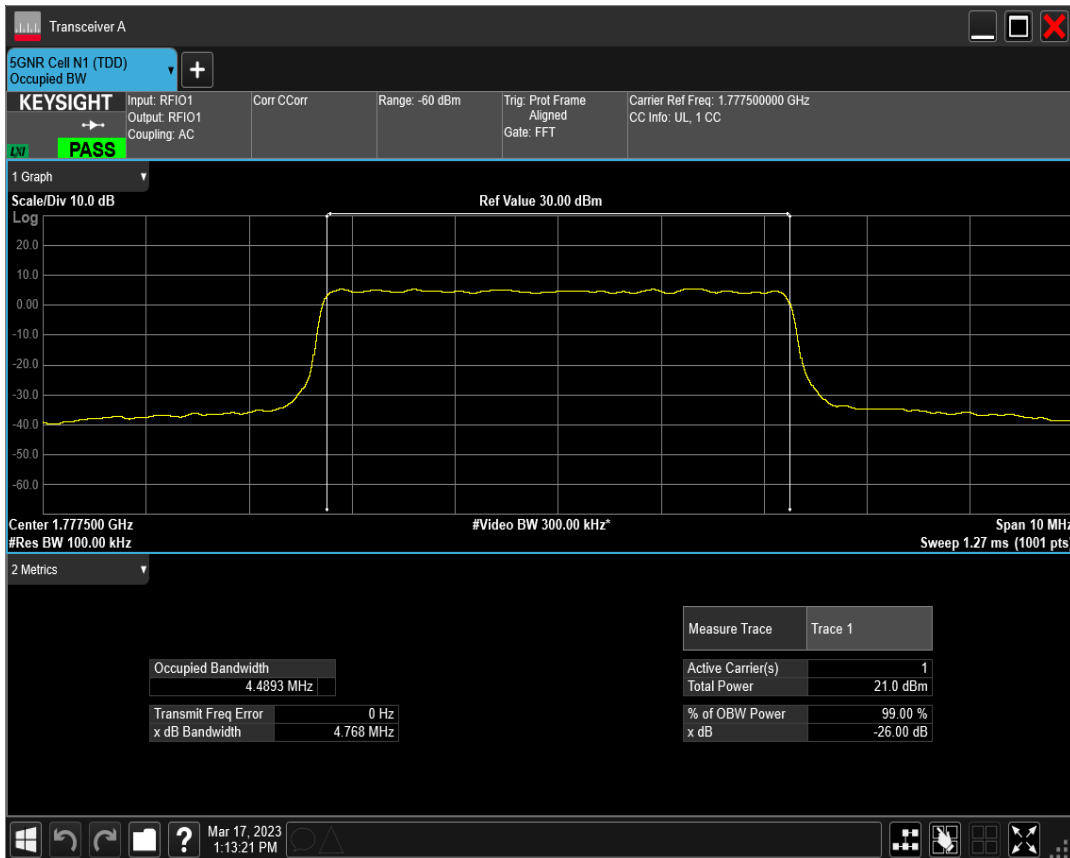 Transceiver A
5GNR Cell N1 (TDD)
Occupied BW
KEYSIGHT
LXI
PASS
Input: RFIO1
Output: RFIO1
Coupling: AC
Corr CCorr
Range: -60 dBm
Trig: Prot Frame
Aligned
Gate: FFT
Carrier Ref Freq: 1.777500000 GHz
CC Info: UL, 1 CC
1 Graph
Scale/Div 10.0 dB
Ref Value 30.00 dBm
Log
20.0
10.0
0.00
-10.0
-20.0
-30.0
-40.0
-50.0
-60.0
Center 1.777500 GHz
#Video BW 300.00 kHz*
Span 10 MHz
#Res BW 100.00 kHz
Sweep 1.27 ms (1001 pts)
2 Metrics
Measure Trace Trace 1
Occupied Bandwidth
4.4893 MHz
Active Carrier(s) 1
Total Power 21.0 dBm
Transmit Freq Error 0 Hz
x dB Bandwidth 4.768 MHz
% of OBW Power 99.00 %
x dB -26.00 dB
?
Mar 17, 2023
1:13:21 PM